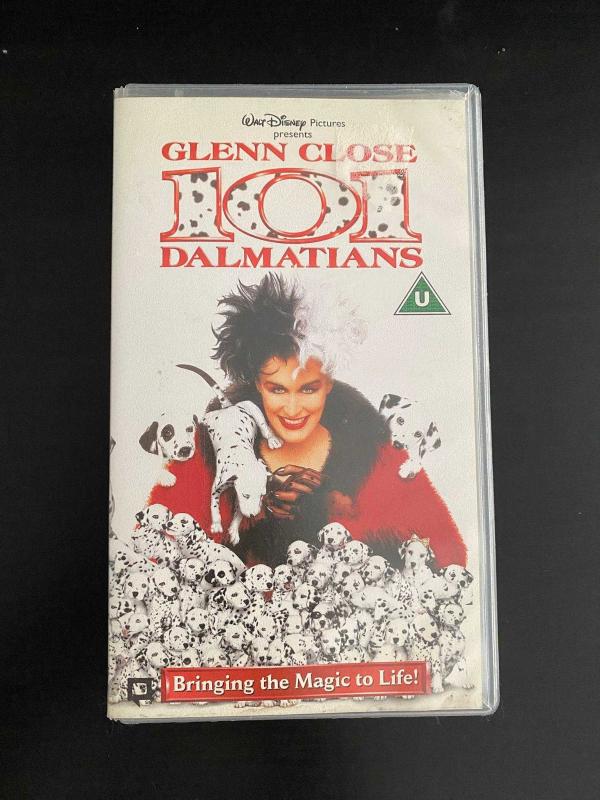 Walt Disney Pictures
presents
GLENN CLOSE
101
DALMATIANS
U
Bringing the Magic to Life!